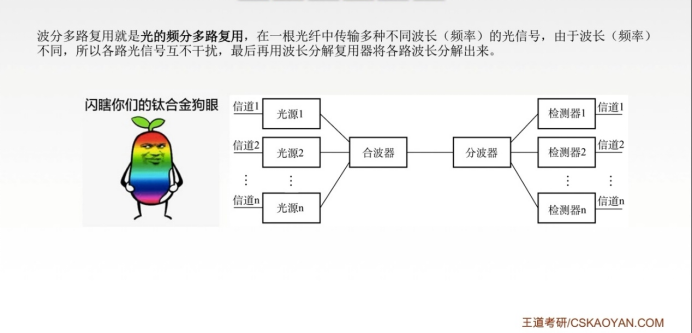 波分多路复用就是光的频分多路复用，在一根光纤中传输多种不同波长（频率）的光信号，由于波长（频率）
不同，所以各路光信号互不干扰，最后再用波长分解复用器将各路波长分解出来。
闪瞎你们的钛合金狗眼
信道1
光源1
信道2
光源2
⋮
⋮
信道n
光源n
合波器
分波器
检测器1
信道1
检测器2
信道2
⋮
⋮
检测器n
信道n
王道考研/CSKAOYAN.COM